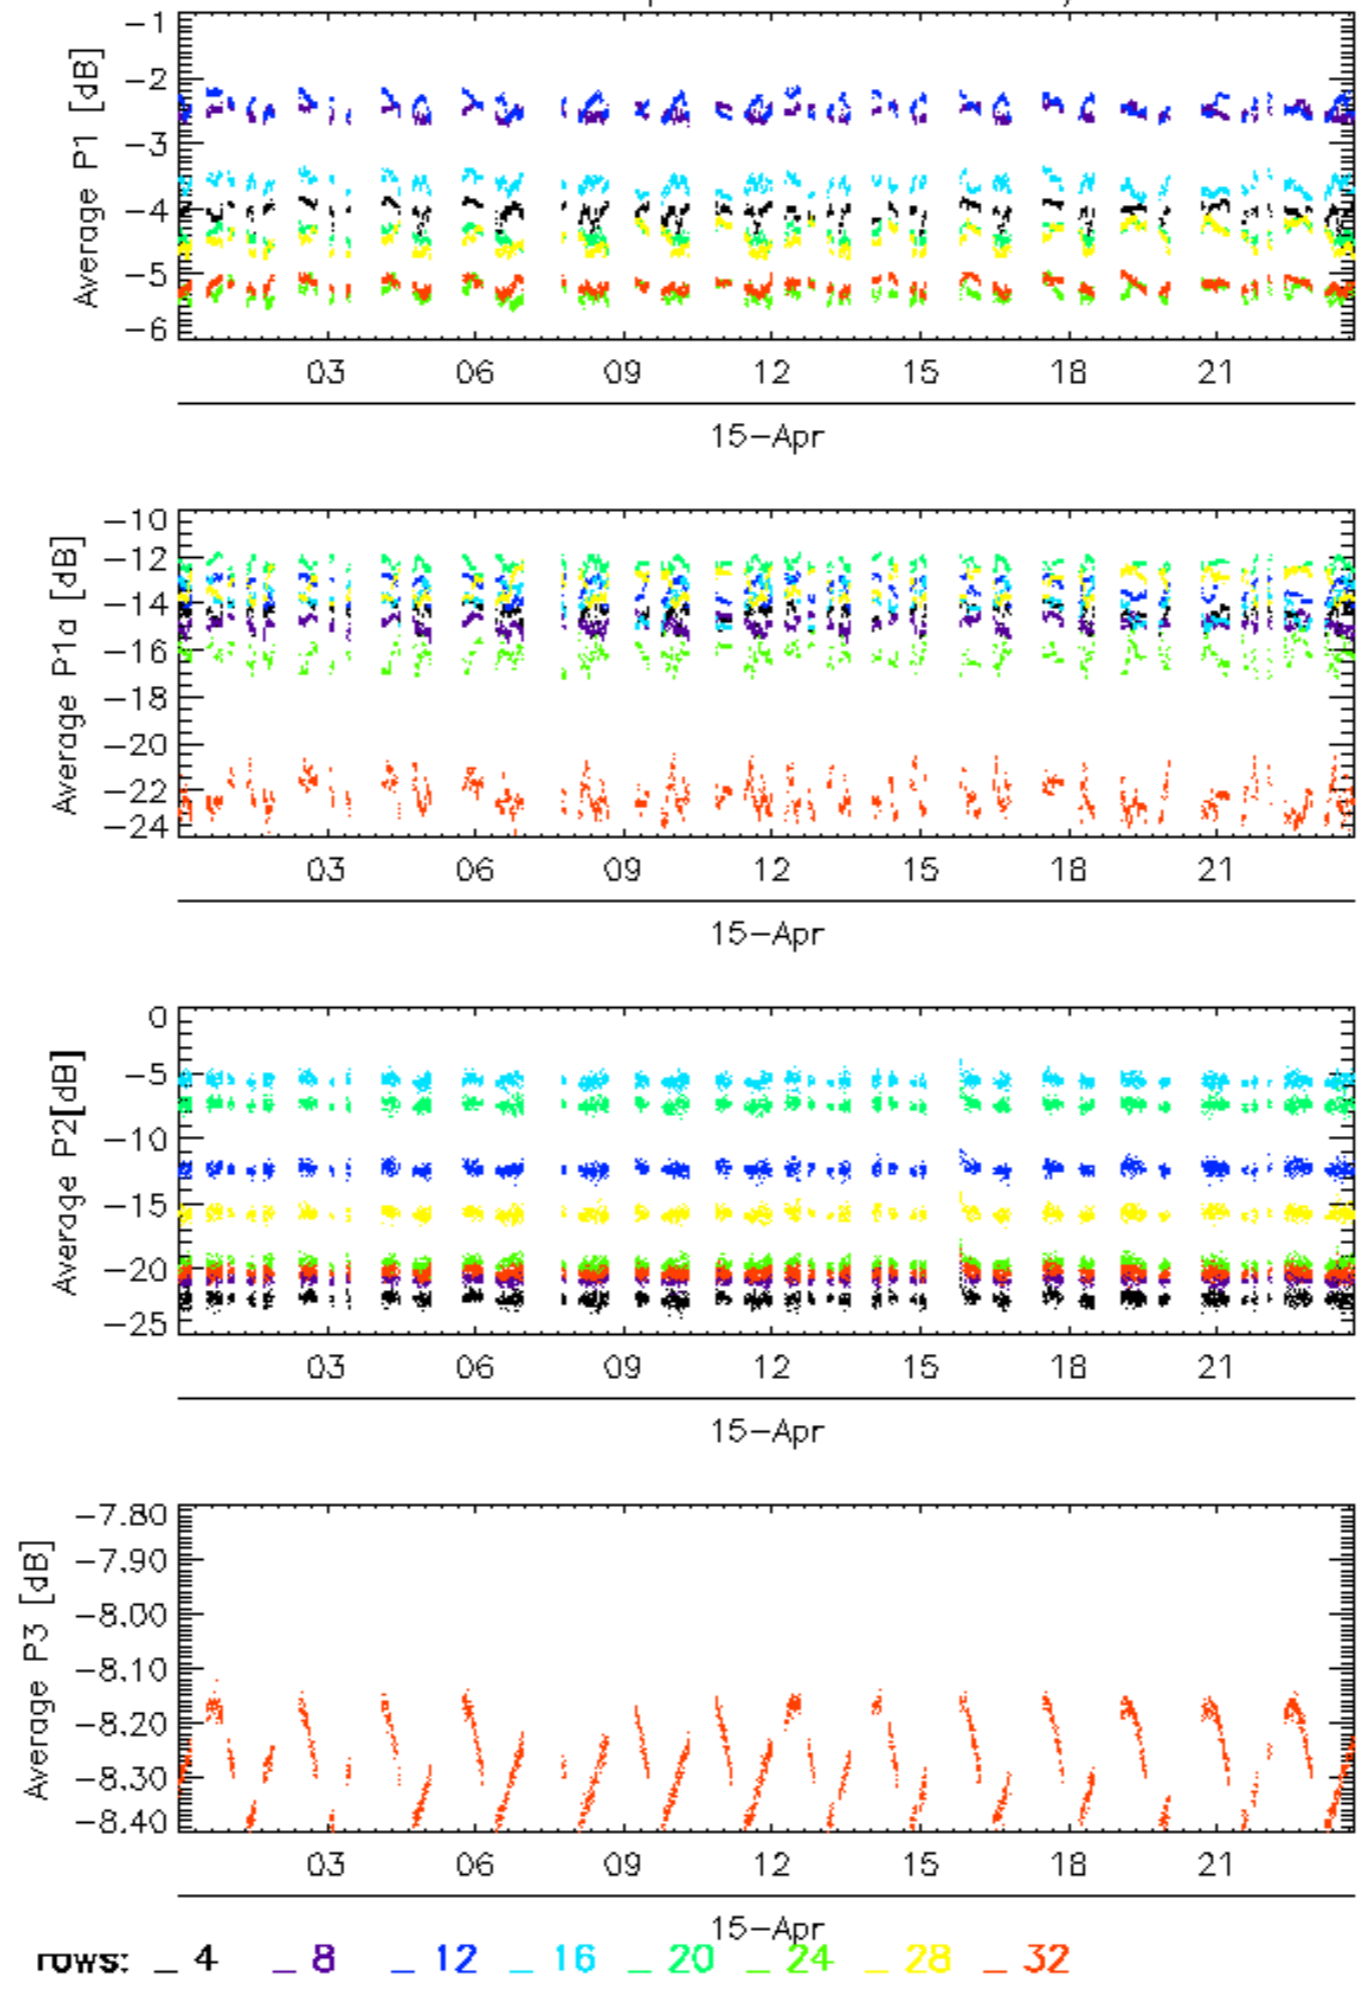 Average P1 [dB]
-1
-2
-3
-4
-5
-6
03 06 09 12 15 18 21
15-Apr
Average P1a [dB]
-10
-12
-14
-16
-18
-20
-22
-24
03 06 09 12 15 18 21
15-Apr
Average P2[dB]
0
-5
-10
-15
-20
-25
03 06 09 12 15 18 21
15-Apr
Average P3 [dB]
-7.80
-7.90
-8.00
-8.10
-8.20
-8.30
-8.40
03 06 09 12 15 18 21
15-Apr
rows: _ 4 _ 8 _ 12 _ 16 _ 20 _ 24 _ 28 _ 32